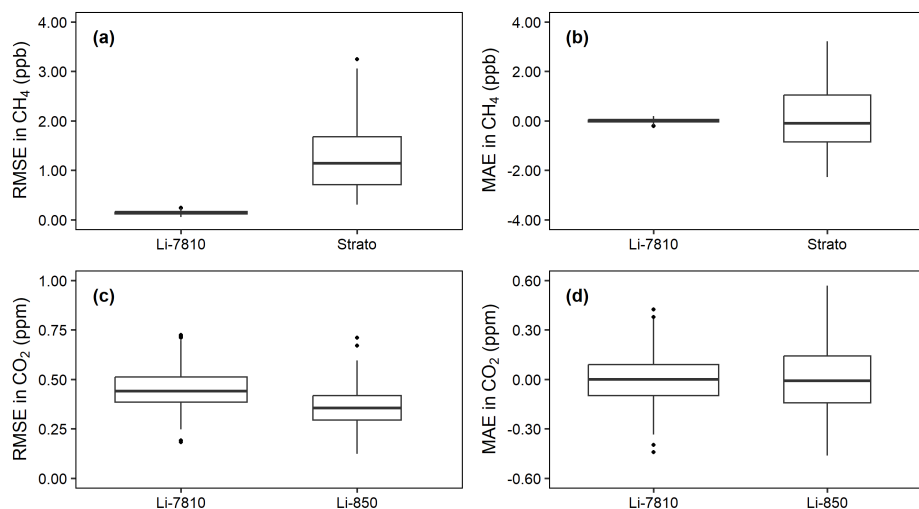 (a)
RMSE in CH₄ (ppb)
4.00
3.00
2.00
1.00
0.00
Li-7810
Strato
(b)
MAE in CH₄ (ppb)
4.00
2.00
0.00
-2.00
-4.00
Li-7810
Strato
(c)
RMSE in CO₂ (ppm)
1.00
0.75
0.50
0.25
0.00
Li-7810
Li-850
(d)
MAE in CO₂ (ppm)
0.60
0.30
0.00
-0.30
-0.60
Li-7810
Li-850